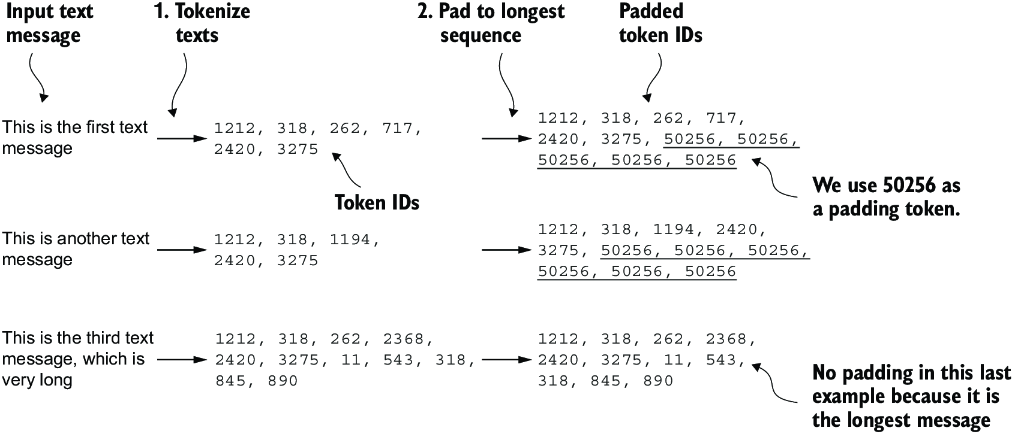 Input text
message
1. Tokenize
texts
2. Pad to longest
sequence
Padded
token IDs
This is the first text
message
1212, 318, 262, 717,
2420, 3275
Token IDs
1212, 318, 262, 717,
2420, 3275, 50256, 50256,
50256, 50256, 50256
We use 50256 as
a padding token.
This is another text
message
1212, 318, 1194,
2420, 3275
1212, 318, 1194, 2420,
3275, 50256, 50256, 50256,
50256, 50256, 50256
This is the third text
message, which is
very long
1212, 318, 262, 2368,
2420, 3275, 11, 543, 318,
845, 890
1212, 318, 262, 2368,
2420, 3275, 11, 543,
318, 845, 890
No padding in this last
example because it is
the longest message